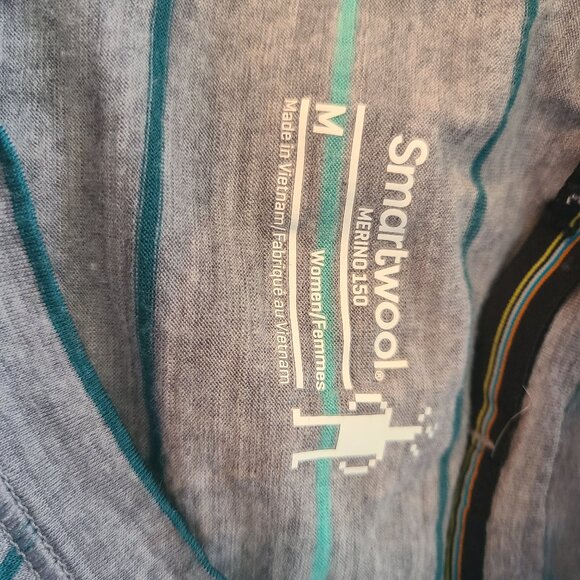 Smartwool®
MERINO 150
M Women/Femmes
Made in Vietnam/Fabriqué au Vietnam